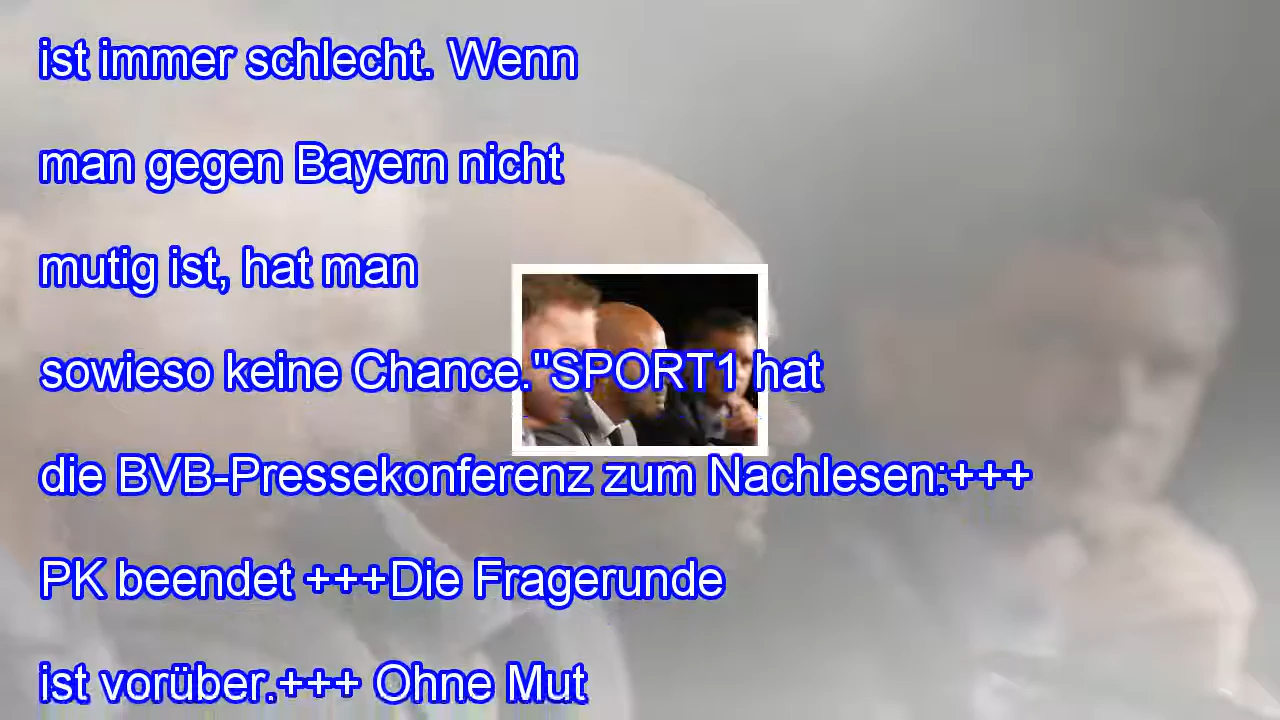 ist immer schlecht. Wenn
man gegen Bayern nicht
mutig ist, hat man
sowieso keine Chance."SPORT1 hat
die BVB-Pressekonferenz zum Nachlesen:+++
PK beendet +++Die Fragerunde
ist vorüber.+++ Ohne Mut